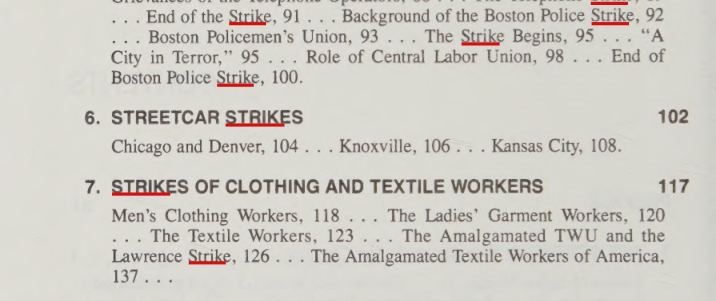 . . . End of the Strike, 91 . . . Background of the Boston Police Strike, 92
. . . Boston Policemen's Union, 93 . . . The Strike Begins, 95 . . . "A
City in Terror," 95 . . . Role of Central Labor Union, 98 . . . End of
Boston Police Strike, 100.
6. STREETCAR STRIKES 102
Chicago and Denver, 104 . . . Knoxville, 106 . . . Kansas City, 108.
7. STRIKES OF CLOTHING AND TEXTILE WORKERS 117
Men's Clothing Workers, 118 . . . The Ladies' Garment Workers, 120
. . . The Textile Workers, 123 . . . The Amalgamated TWU and the
Lawrence Strike, 126 . . . The Amalgamated Textile Workers of America,
137 . . .